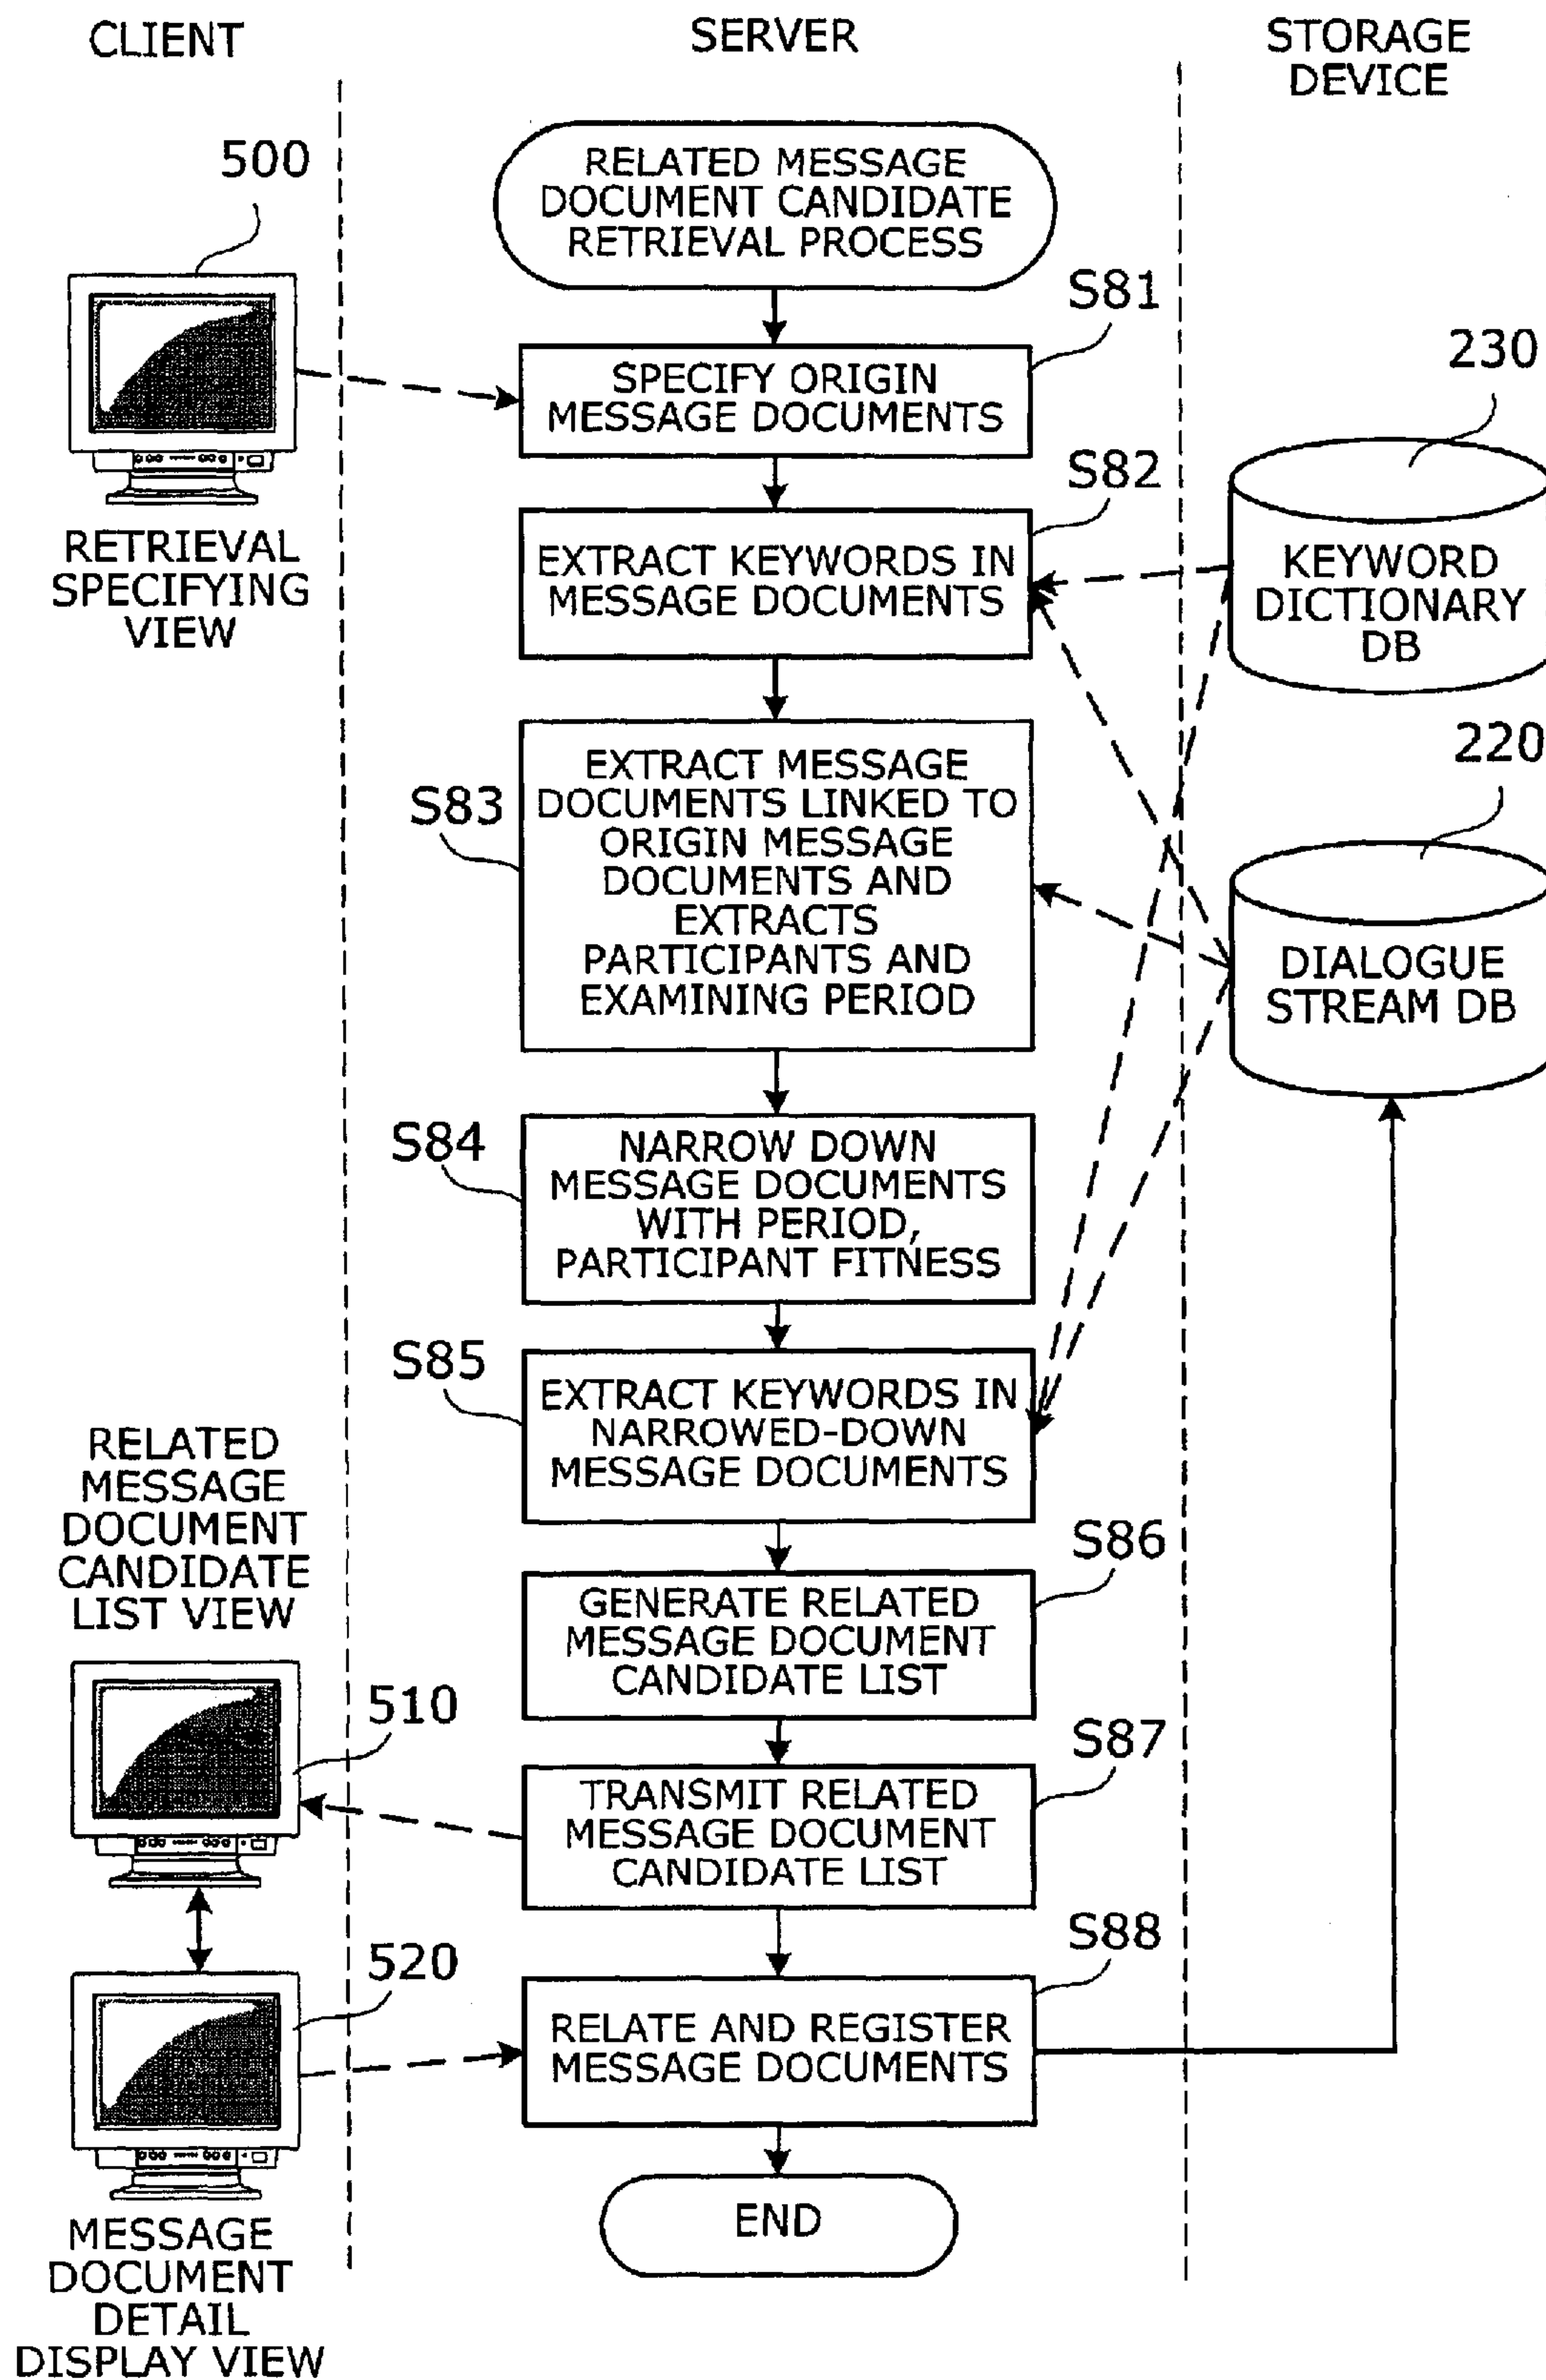 CLIENT
SERVER
STORAGE
DEVICE
500
RELATED MESSAGE
DOCUMENT CANDIDATE
RETRIEVAL PROCESS
S81
SPECIFY ORIGIN
MESSAGE DOCUMENTS
RETRIEVAL
SPECIFYING
VIEW
S82
EXTRACT KEYWORDS IN
MESSAGE DOCUMENTS
230
KEYWORD
DICTIONARY
DB
S83
EXTRACT MESSAGE
DOCUMENTS LINKED TO
ORIGIN MESSAGE
DOCUMENTS AND
EXTRACTS
PARTICIPANTS AND
EXAMINING PERIOD
220
DIALOGUE
STREAM DB
S84
NARROW DOWN
MESSAGE DOCUMENTS
WITH PERIOD,
PARTICIPANT FITNESS
S85
EXTRACT KEYWORDS IN
NARROWED-DOWN
MESSAGE DOCUMENTS
RELATED
MESSAGE
DOCUMENT
CANDIDATE
LIST VIEW
S86
GENERATE RELATED
MESSAGE DOCUMENT
CANDIDATE LIST
510
S87
TRANSMIT RELATED
MESSAGE DOCUMENT
CANDIDATE LIST
520
S88
RELATE AND REGISTER
MESSAGE DOCUMENTS
END
MESSAGE
DOCUMENT
DETAIL
DISPLAY VIEW